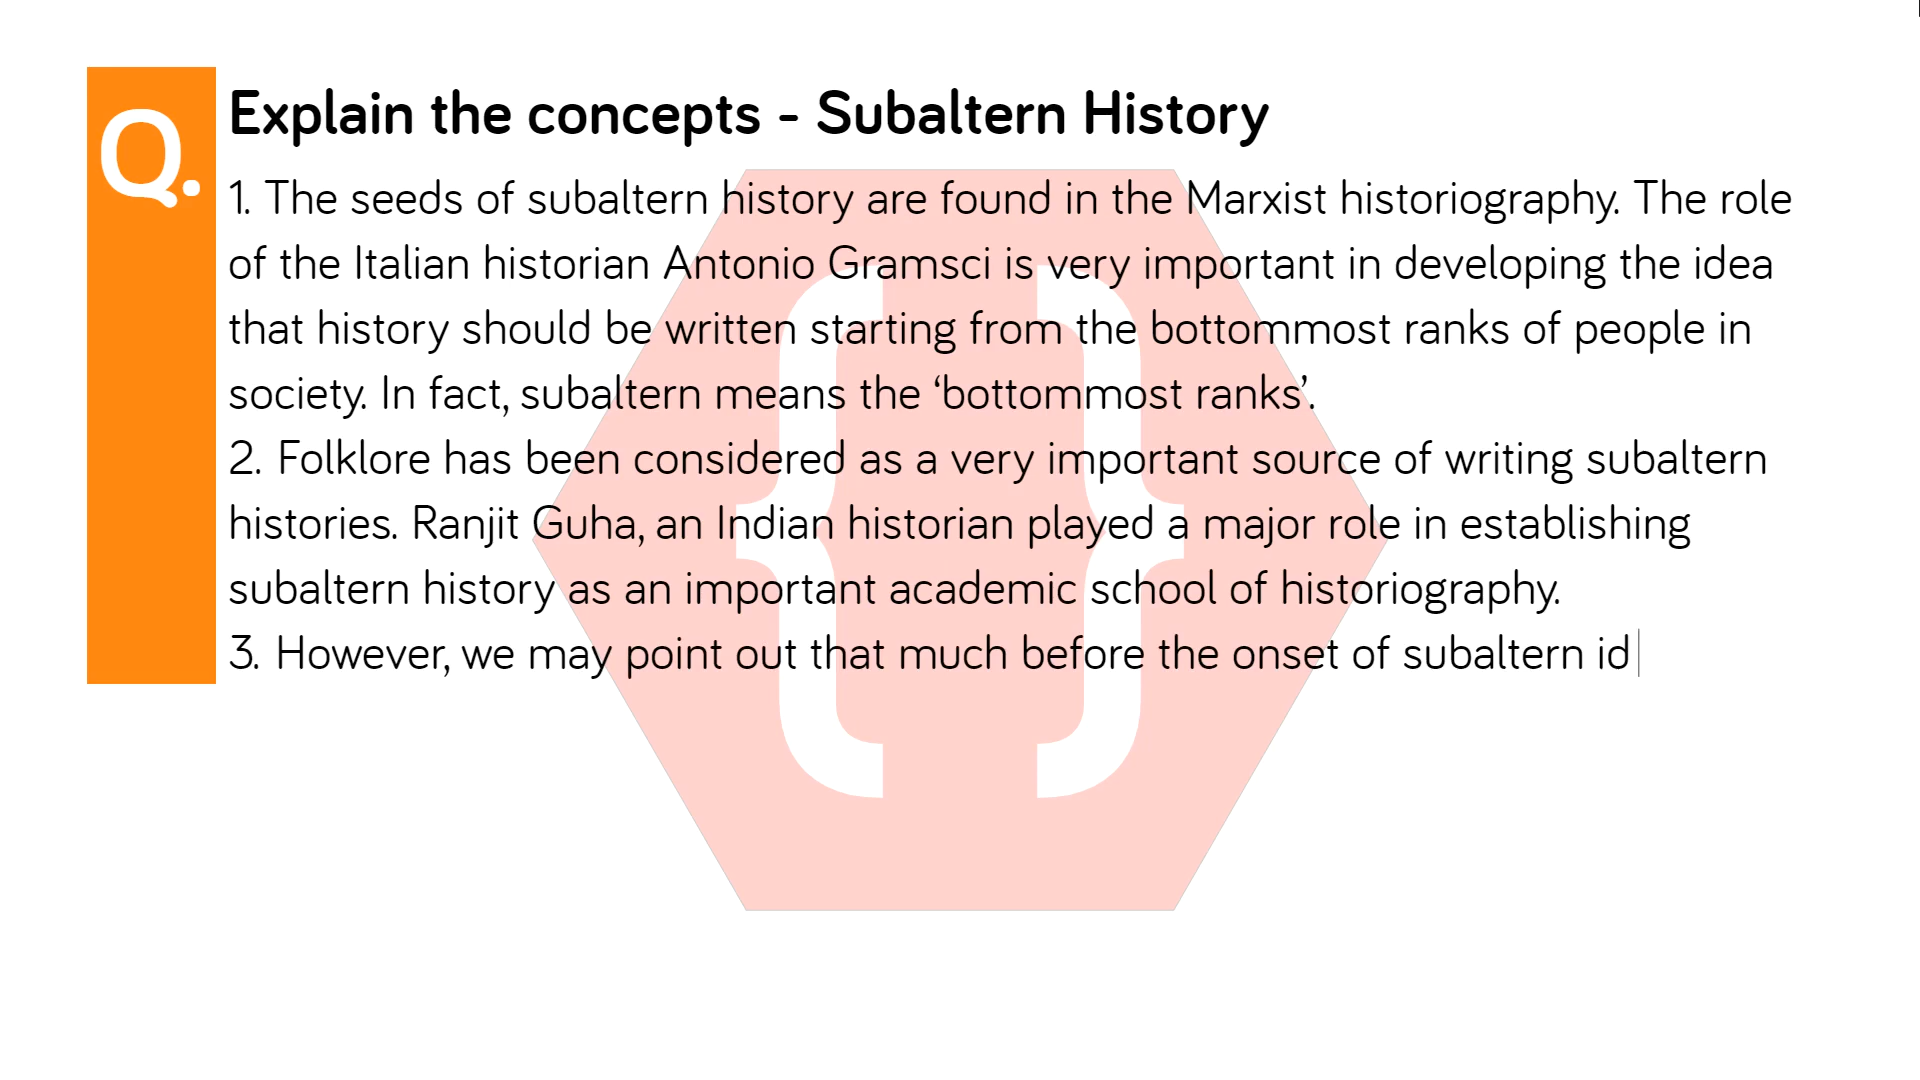 Q.
Explain the concepts - Subaltern History
1. The seeds of subaltern history are found in the Marxist historiography. The role
of the Italian historian Antonio Gramsci is very important in developing the idea
that history should be written starting from the bottommost ranks of people in
society. In fact, subaltern means the ‘bottommost ranks’.
2. Folklore has been considered as a very important source of writing subaltern
histories. Ranjit Guha, an Indian historian played a major role in establishing
subaltern history as an important academic school of historiography.
3. However, we may point out that much before the onset of subaltern id